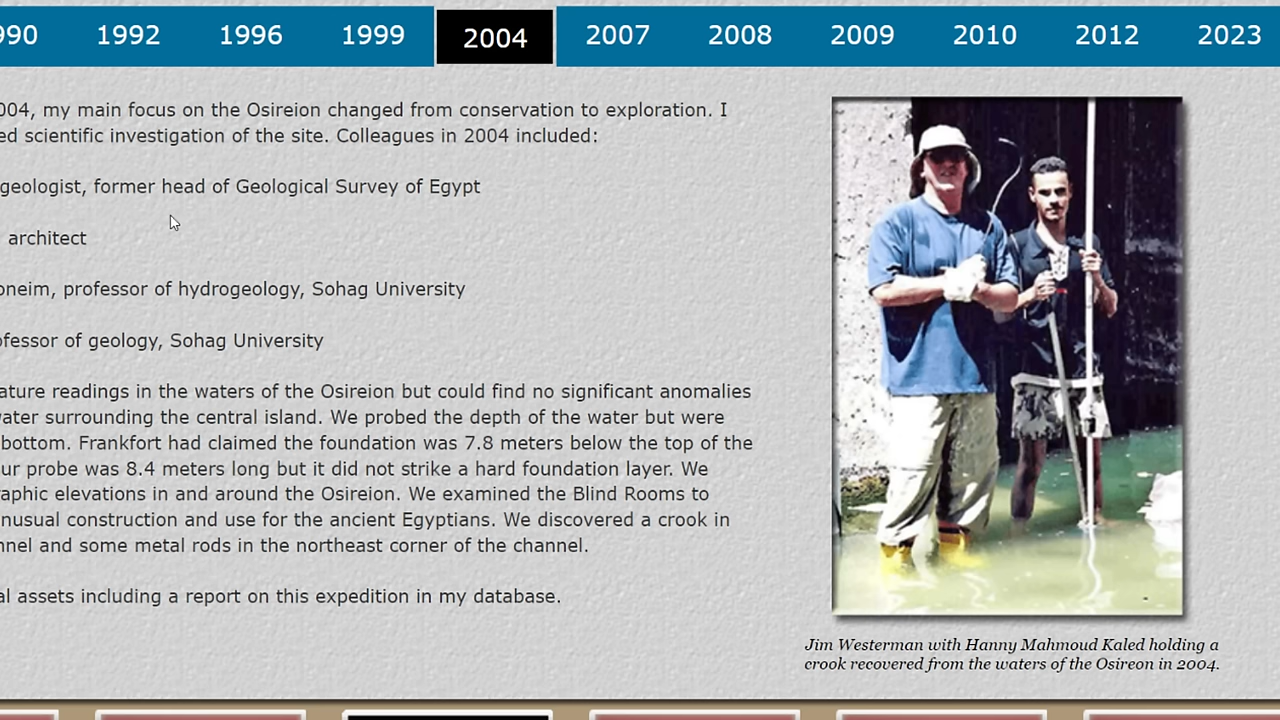 990 1992 1996 1999 2004 2007 2008 2009 2010 2012 2023
004, my main focus on the Osireion changed from conservation to exploration. I
ed scientific investigation of the site. Colleagues in 2004 included:
geologist, former head of Geological Survey of Egypt
architect
oneim, professor of hydrogeology, Sohag University
ofessor of geology, Sohag University
ature readings in the waters of the Osireion but could find no significant anomalies
water surrounding the central island. We probed the depth of the water but were
bottom. Frankfort had claimed the foundation was 7.8 meters below the top of the
ur probe was 8.4 meters long but it did not strike a hard foundation layer. We
raphic elevations in and around the Osireion. We examined the Blind Rooms to
nusual construction and use for the ancient Egyptians. We discovered a crook in
nnel and some metal rods in the northeast corner of the channel.
al assets including a report on this expedition in my database.
Jim Westerman with Hanny Mahmoud Kaled holding a
crook recovered from the waters of the Osireon in 2004.